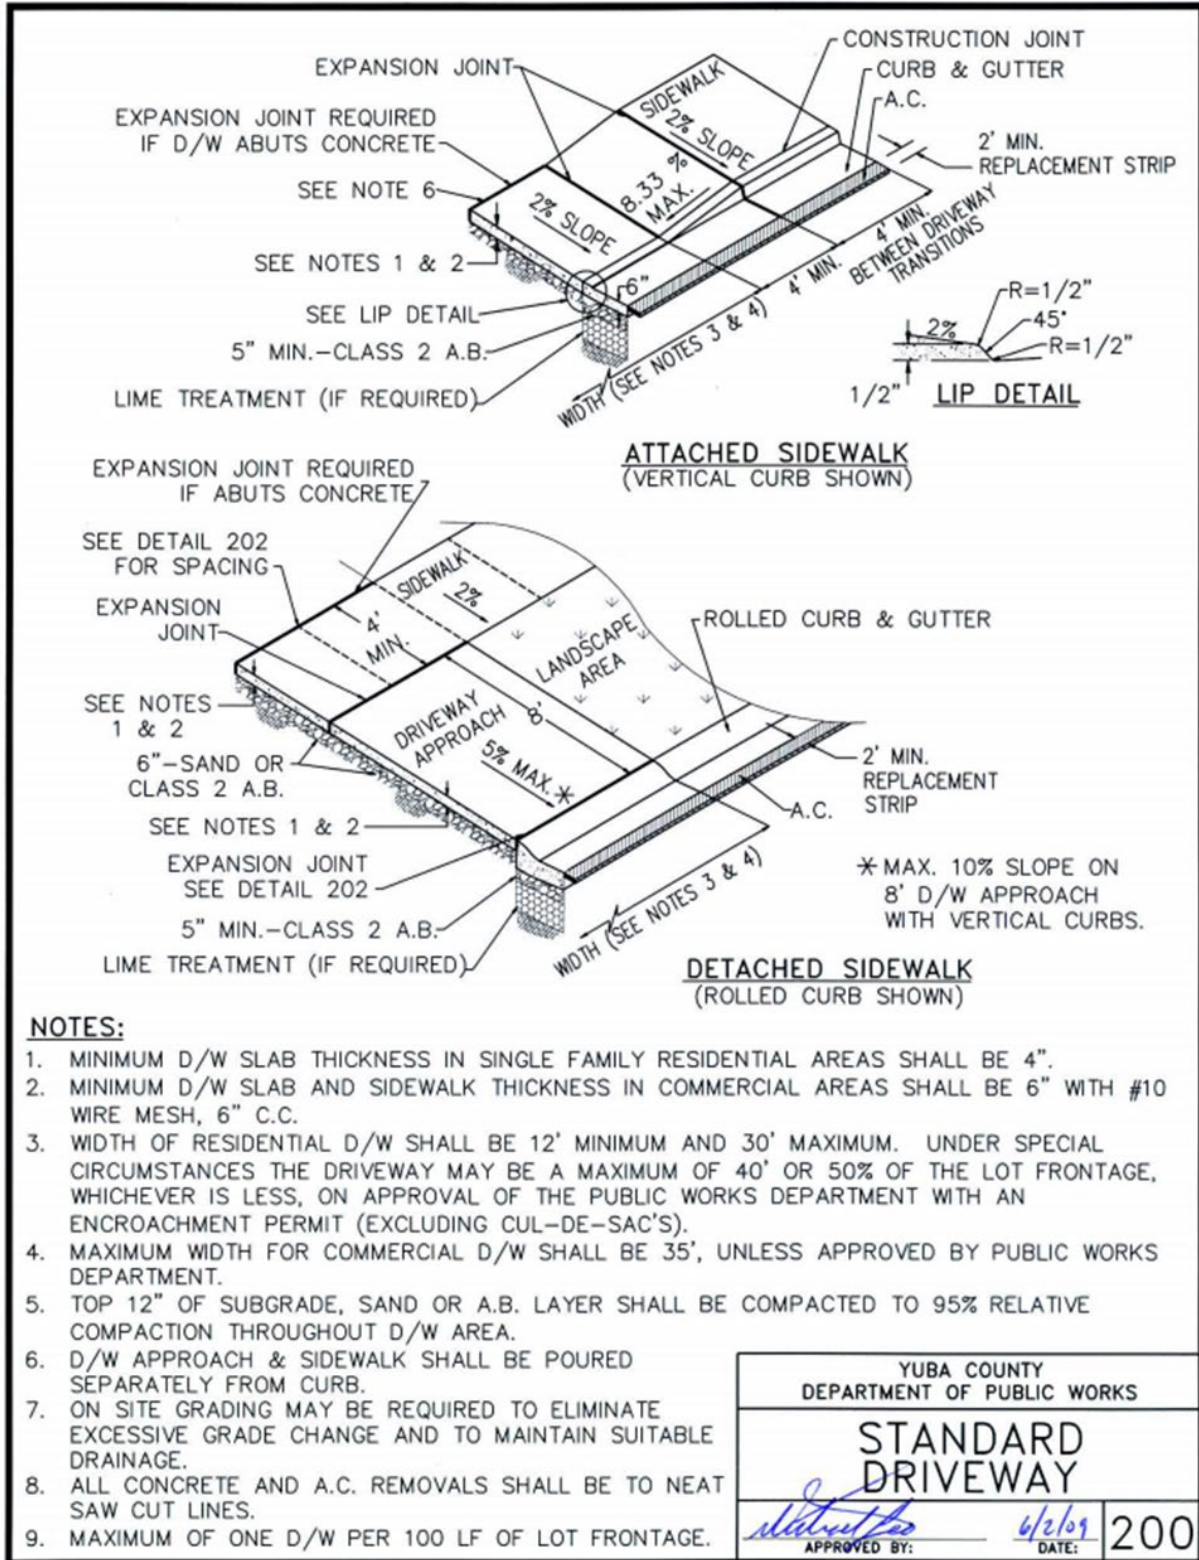 EXPANSION JOINT
CONSTRUCTION JOINT
CURB & GUTTER
A.C.
EXPANSION JOINT REQUIRED
IF D/W ABUTS CONCRETE
SEE NOTE 6
SIDEWALK
2% SLOPE
2' MIN.
REPLACEMENT STRIP
8.33 %
MAX.
2% SLOPE
4' MIN.
BETWEEN DRIVEWAY
TRANSITIONS
4' MIN.
SEE NOTES 1 & 2
6"
SEE LIP DETAIL
5" MIN.-CLASS 2 A.B.
LIME TREATMENT (IF REQUIRED)
WIDTH (SEE NOTES 3 & 4)
R=1/2"
2%
45°
R=1/2"
1/2"
LIP DETAIL
ATTACHED SIDEWALK
(VERTICAL CURB SHOWN)
EXPANSION JOINT REQUIRED
IF ABUTS CONCRETE
SEE DETAIL 202
FOR SPACING
EXPANSION
JOINT
SIDEWALK
2%
4'
MIN.
LANDSCAPE
AREA
ROLLED CURB & GUTTER
SEE NOTES
1 & 2
DRIVEWAY
APPROACH
8'
5% MAX.*
6"-SAND OR
CLASS 2 A.B.
2' MIN.
REPLACEMENT
STRIP
A.C.
SEE NOTES 1 & 2
EXPANSION JOINT
SEE DETAIL 202
5" MIN.-CLASS 2 A.B.
LIME TREATMENT (IF REQUIRED)
WIDTH (SEE NOTES 3 & 4)
* MAX. 10% SLOPE ON
8' D/W APPROACH
WITH VERTICAL CURBS.
DETACHED SIDEWALK
(ROLLED CURB SHOWN)
NOTES:
1. MINIMUM D/W SLAB THICKNESS IN SINGLE FAMILY RESIDENTIAL AREAS SHALL BE 4".
2. MINIMUM D/W SLAB AND SIDEWALK THICKNESS IN COMMERCIAL AREAS SHALL BE 6" WITH #10
WIRE MESH, 6" C.C.
3. WIDTH OF RESIDENTIAL D/W SHALL BE 12' MINIMUM AND 30' MAXIMUM. UNDER SPECIAL
CIRCUMSTANCES THE DRIVEWAY MAY BE A MAXIMUM OF 40' OR 50% OF THE LOT FRONTAGE,
WHICHEVER IS LESS, ON APPROVAL OF THE PUBLIC WORKS DEPARTMENT WITH AN
ENCROACHMENT PERMIT (EXCLUDING CUL-DE-SAC'S).
4. MAXIMUM WIDTH FOR COMMERCIAL D/W SHALL BE 35', UNLESS APPROVED BY PUBLIC WORKS
DEPARTMENT.
5. TOP 12" OF SUBGRADE, SAND OR A.B. LAYER SHALL BE COMPACTED TO 95% RELATIVE
COMPACTION THROUGHOUT D/W AREA.
6. D/W APPROACH & SIDEWALK SHALL BE POURED
SEPARATELY FROM CURB.
7. ON SITE GRADING MAY BE REQUIRED TO ELIMINATE
EXCESSIVE GRADE CHANGE AND TO MAINTAIN SUITABLE
DRAINAGE.
8. ALL CONCRETE AND A.C. REMOVALS SHALL BE TO NEAT
SAW CUT LINES.
9. MAXIMUM OF ONE D/W PER 100 LF OF LOT FRONTAGE.
YUBA COUNTY
DEPARTMENT OF PUBLIC WORKS
STANDARD
DRIVEWAY
6/2/09
APPROVED BY:
DATE:
200